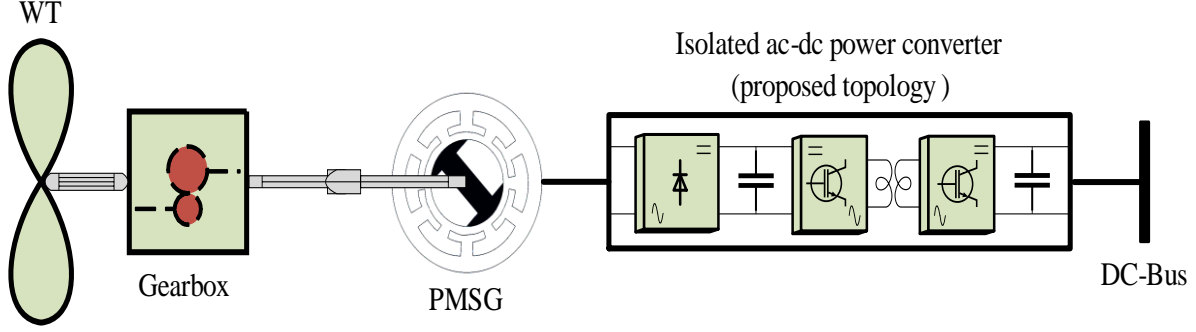 WT
Isolated ac-dc power converter
(proposed topology )
Gearbox
PMSG
DC-Bus